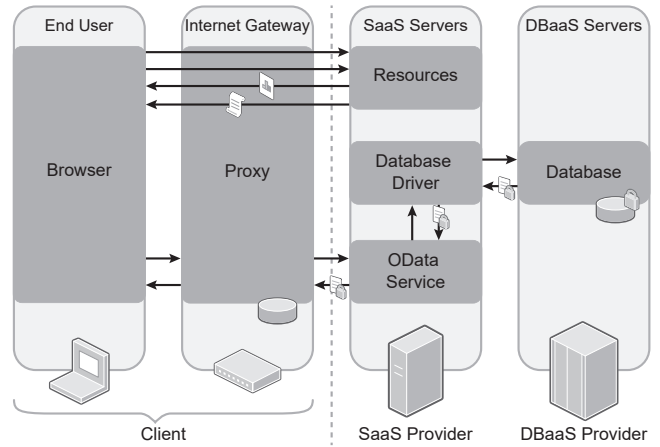 End User
Internet Gateway
SaaS Servers
DBaaS Servers
Resources
Browser
Proxy
Database
Driver
Database
OData
Service
Client
SaaS Provider
DBaaS Provider